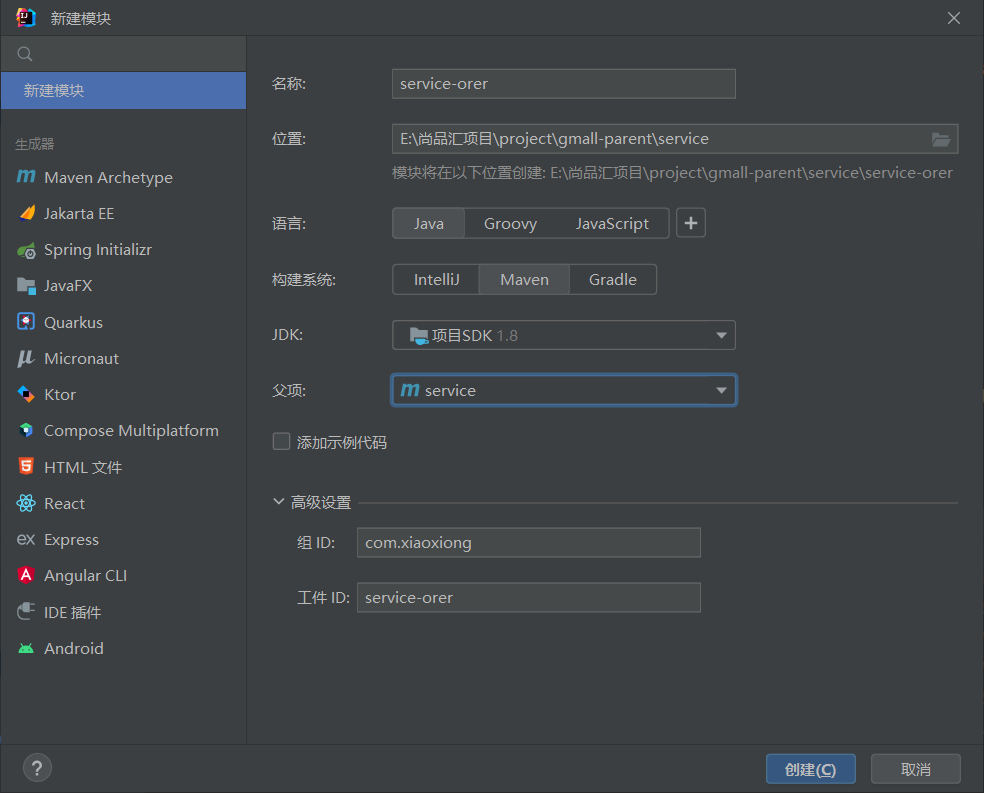 新建模块
新建模块
生成器
Maven Archetype
Jakarta EE
Spring Initializr
JavaFX
Quarkus
Micronaut
Ktor
Compose Multiplatform
HTML 文件
React
Express
Angular CLI
IDE 插件
Android
名称: service-orer
位置: E:\尚品汇项目\project\gmall-parent\service
模块将在以下位置创建: E:\尚品汇项目\project\gmall-parent\service\service-orer
语言: Java Groovy JavaScript +
构建系统: IntelliJ Maven Gradle
JDK: 项目SDK 1.8
父项: m service
添加示例代码
高级设置
组 ID: com.xiaoxiong
工件 ID: service-orer
? 创建(C) 取消